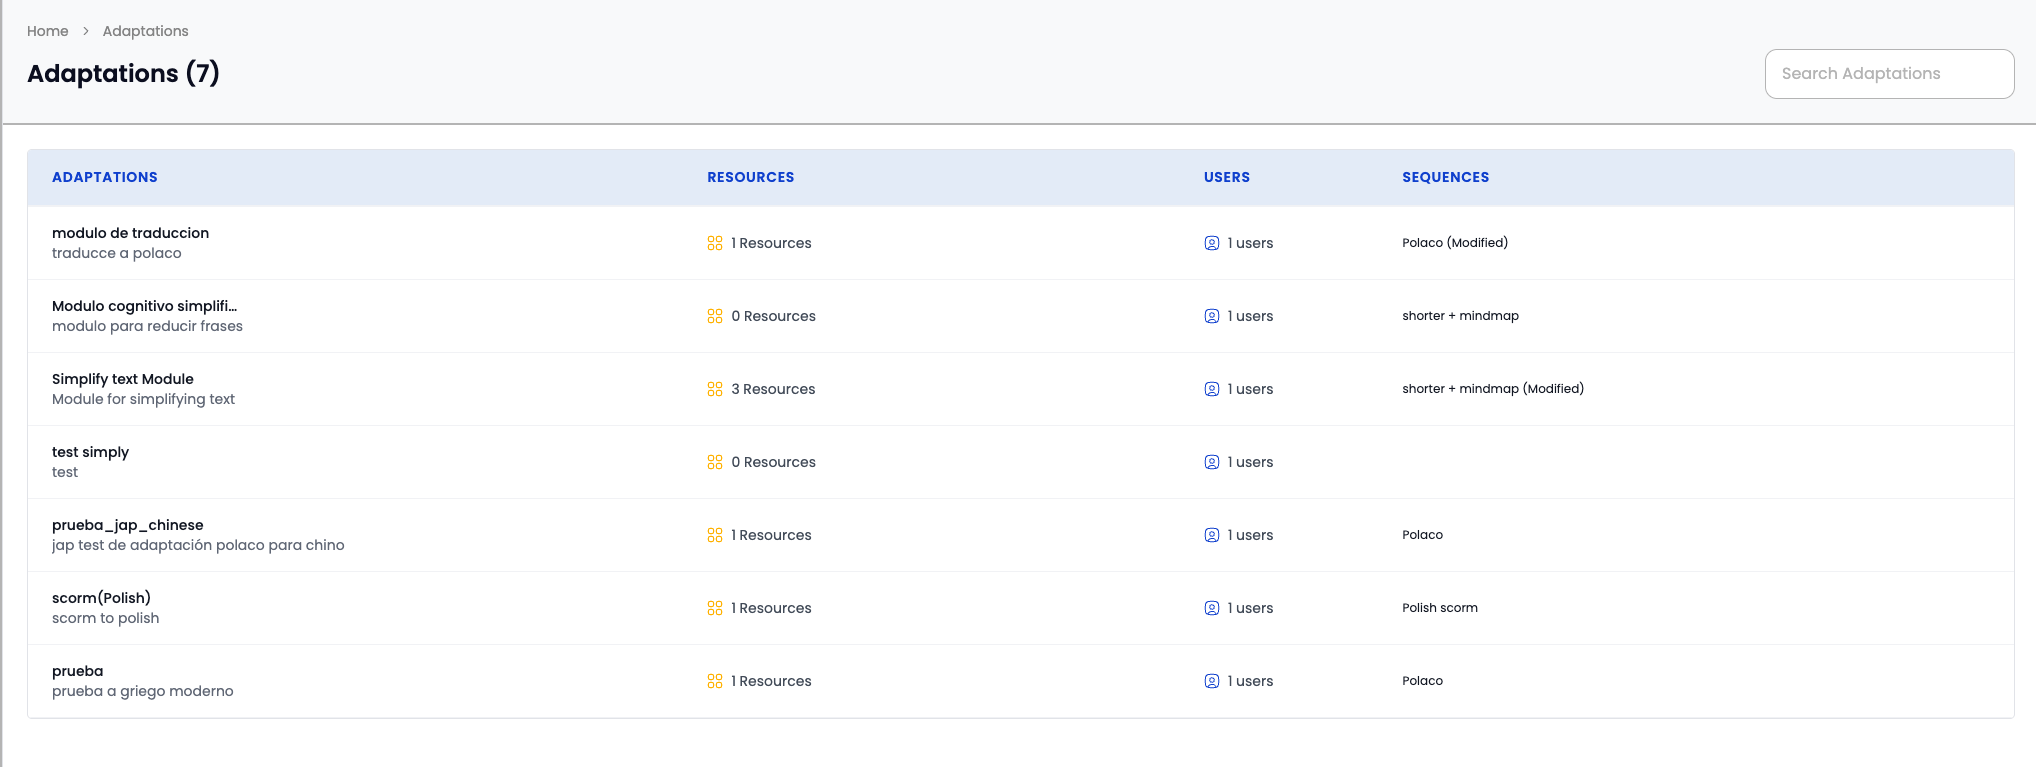 Home > Adaptations
Adaptations (7)
Search Adaptations
ADAPTATIONS RESOURCES USERS SEQUENCES
modulo de traduccion
traducce a polaco
1 Resources 1 users Polaco (Modified)
Modulo cognitivo simplifi...
modulo para reducir frases
0 Resources 1 users shorter + mindmap
Simplify text Module
Module for simplifying text
3 Resources 1 users shorter + mindmap (Modified)
test simply
test
0 Resources 1 users
prueba_jap_chinese
jap test de adaptación polaco para chino
1 Resources 1 users Polaco
scorm(Polish)
scorm to polish
1 Resources 1 users Polish scorm
prueba
prueba a griego moderno
1 Resources 1 users Polaco